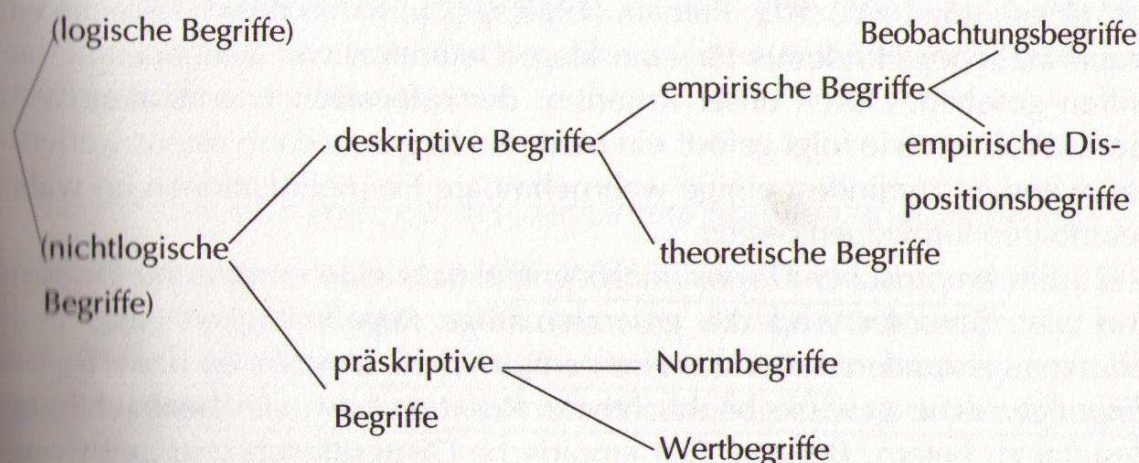 (logische Begriffe)
Beobachtungsbegriffe
empirische Begriffe
deskriptive Begriffe
empirische Dis-
positionsbegriffe
(nichtlogische
Begriffe)
theoretische Begriffe
präskriptive
Begriffe
Normbegriffe
Wertbegriffe